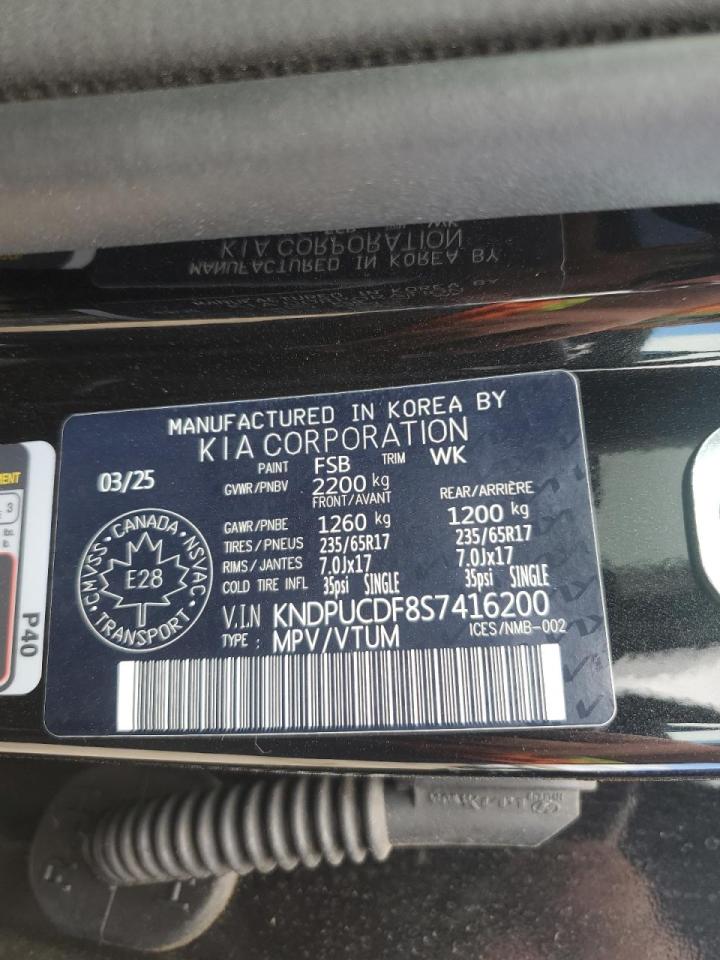 MANUFACTURED IN KOREA BY
KIA CORPORATION
03/25 PAINT FSB TRIM WK
GVWR/PNBV 2200 kg
FRONT/AVANT REAR/ARRIÈRE
GAWR/PNBE 1260 kg 1200 kg
TIRES/PNEUS 235/65R17 235/65R17
RIMS/JANTES 7.0Jx17 7.0Jx17
COLD TIRE INFL 35psi SINGLE 35psi SINGLE
V.I.N KNDPUCDF8S7416200
TYPE : MPV/VTUM ICES/NMB-002
CANADA
CMVSS · NSVAC
E28
TRANSPORT
P40
3
lb.
KIA CORPORATION
MANUFACTURED IN KOREA BY